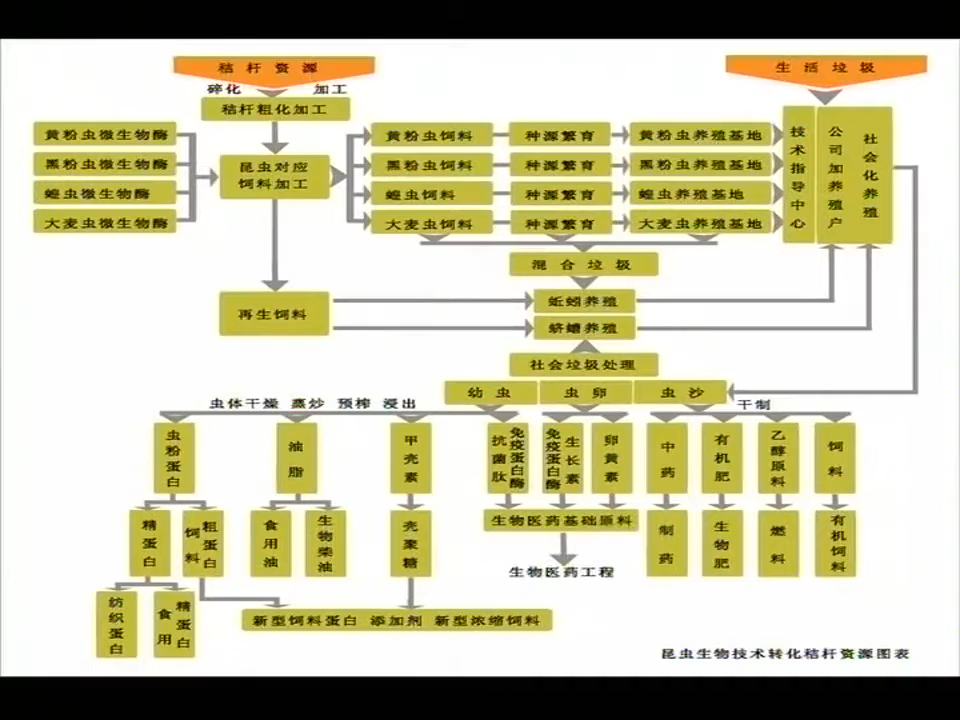 秸杆资源
生活垃圾
碎化 加工
秸杆粗化加工
黄粉虫微生物酶
黑粉虫微生物酶
蝗虫微生物酶
大麦虫微生物酶
昆虫对应
饲料加工
黄粉虫饲料
种源繁育
黄粉虫养殖基地
黑粉虫饲料
种源繁育
黑粉虫养殖基地
蝗虫饲料
种源繁育
蝗虫养殖基地
大麦虫饲料
种源繁育
大麦虫养殖基地
技术指导中心
公司加养殖户
社会化养殖
混合垃圾
再生饲料
蚯蚓养殖
蛴螬养殖
社会垃圾处理
幼虫
虫卵
虫沙
虫体干燥 蒸炒 预榨 浸出
干制
虫粉蛋白
油脂
甲壳素
抗菌肽
免疫蛋白酶
免疫蛋白酶
生长素
卵黄素
中药
有机肥
乙醇原料
饲料
精蛋白
饲料
粗蛋白
食用油
生物柴油
壳聚糖
生物医药基础原料
制药
生物肥
燃料
有机饲料
生物医药工程
纺织蛋白
食用
精蛋白
新型饲料蛋白 添加剂 新型浓缩饲料
昆虫生物技术转化秸杆资源图表